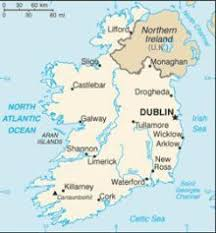 0 30 60 km
0 30 60 mi
Lifford
Northern
Ireland
(U.K.)
Sligo
Monaghan
Castlebar
Drogheda
NORTH
ATLANTIC
OCEAN
Galway
DUBLIN
Irish
Sea
Tullamore
ARAN
ISLANDS
Wicklow
Arklow
Shannon
Limerick
New
Ross
Killarney
Waterford
Saint
George's
Channel
Carrauntoohil
Cork
Celtic Sea